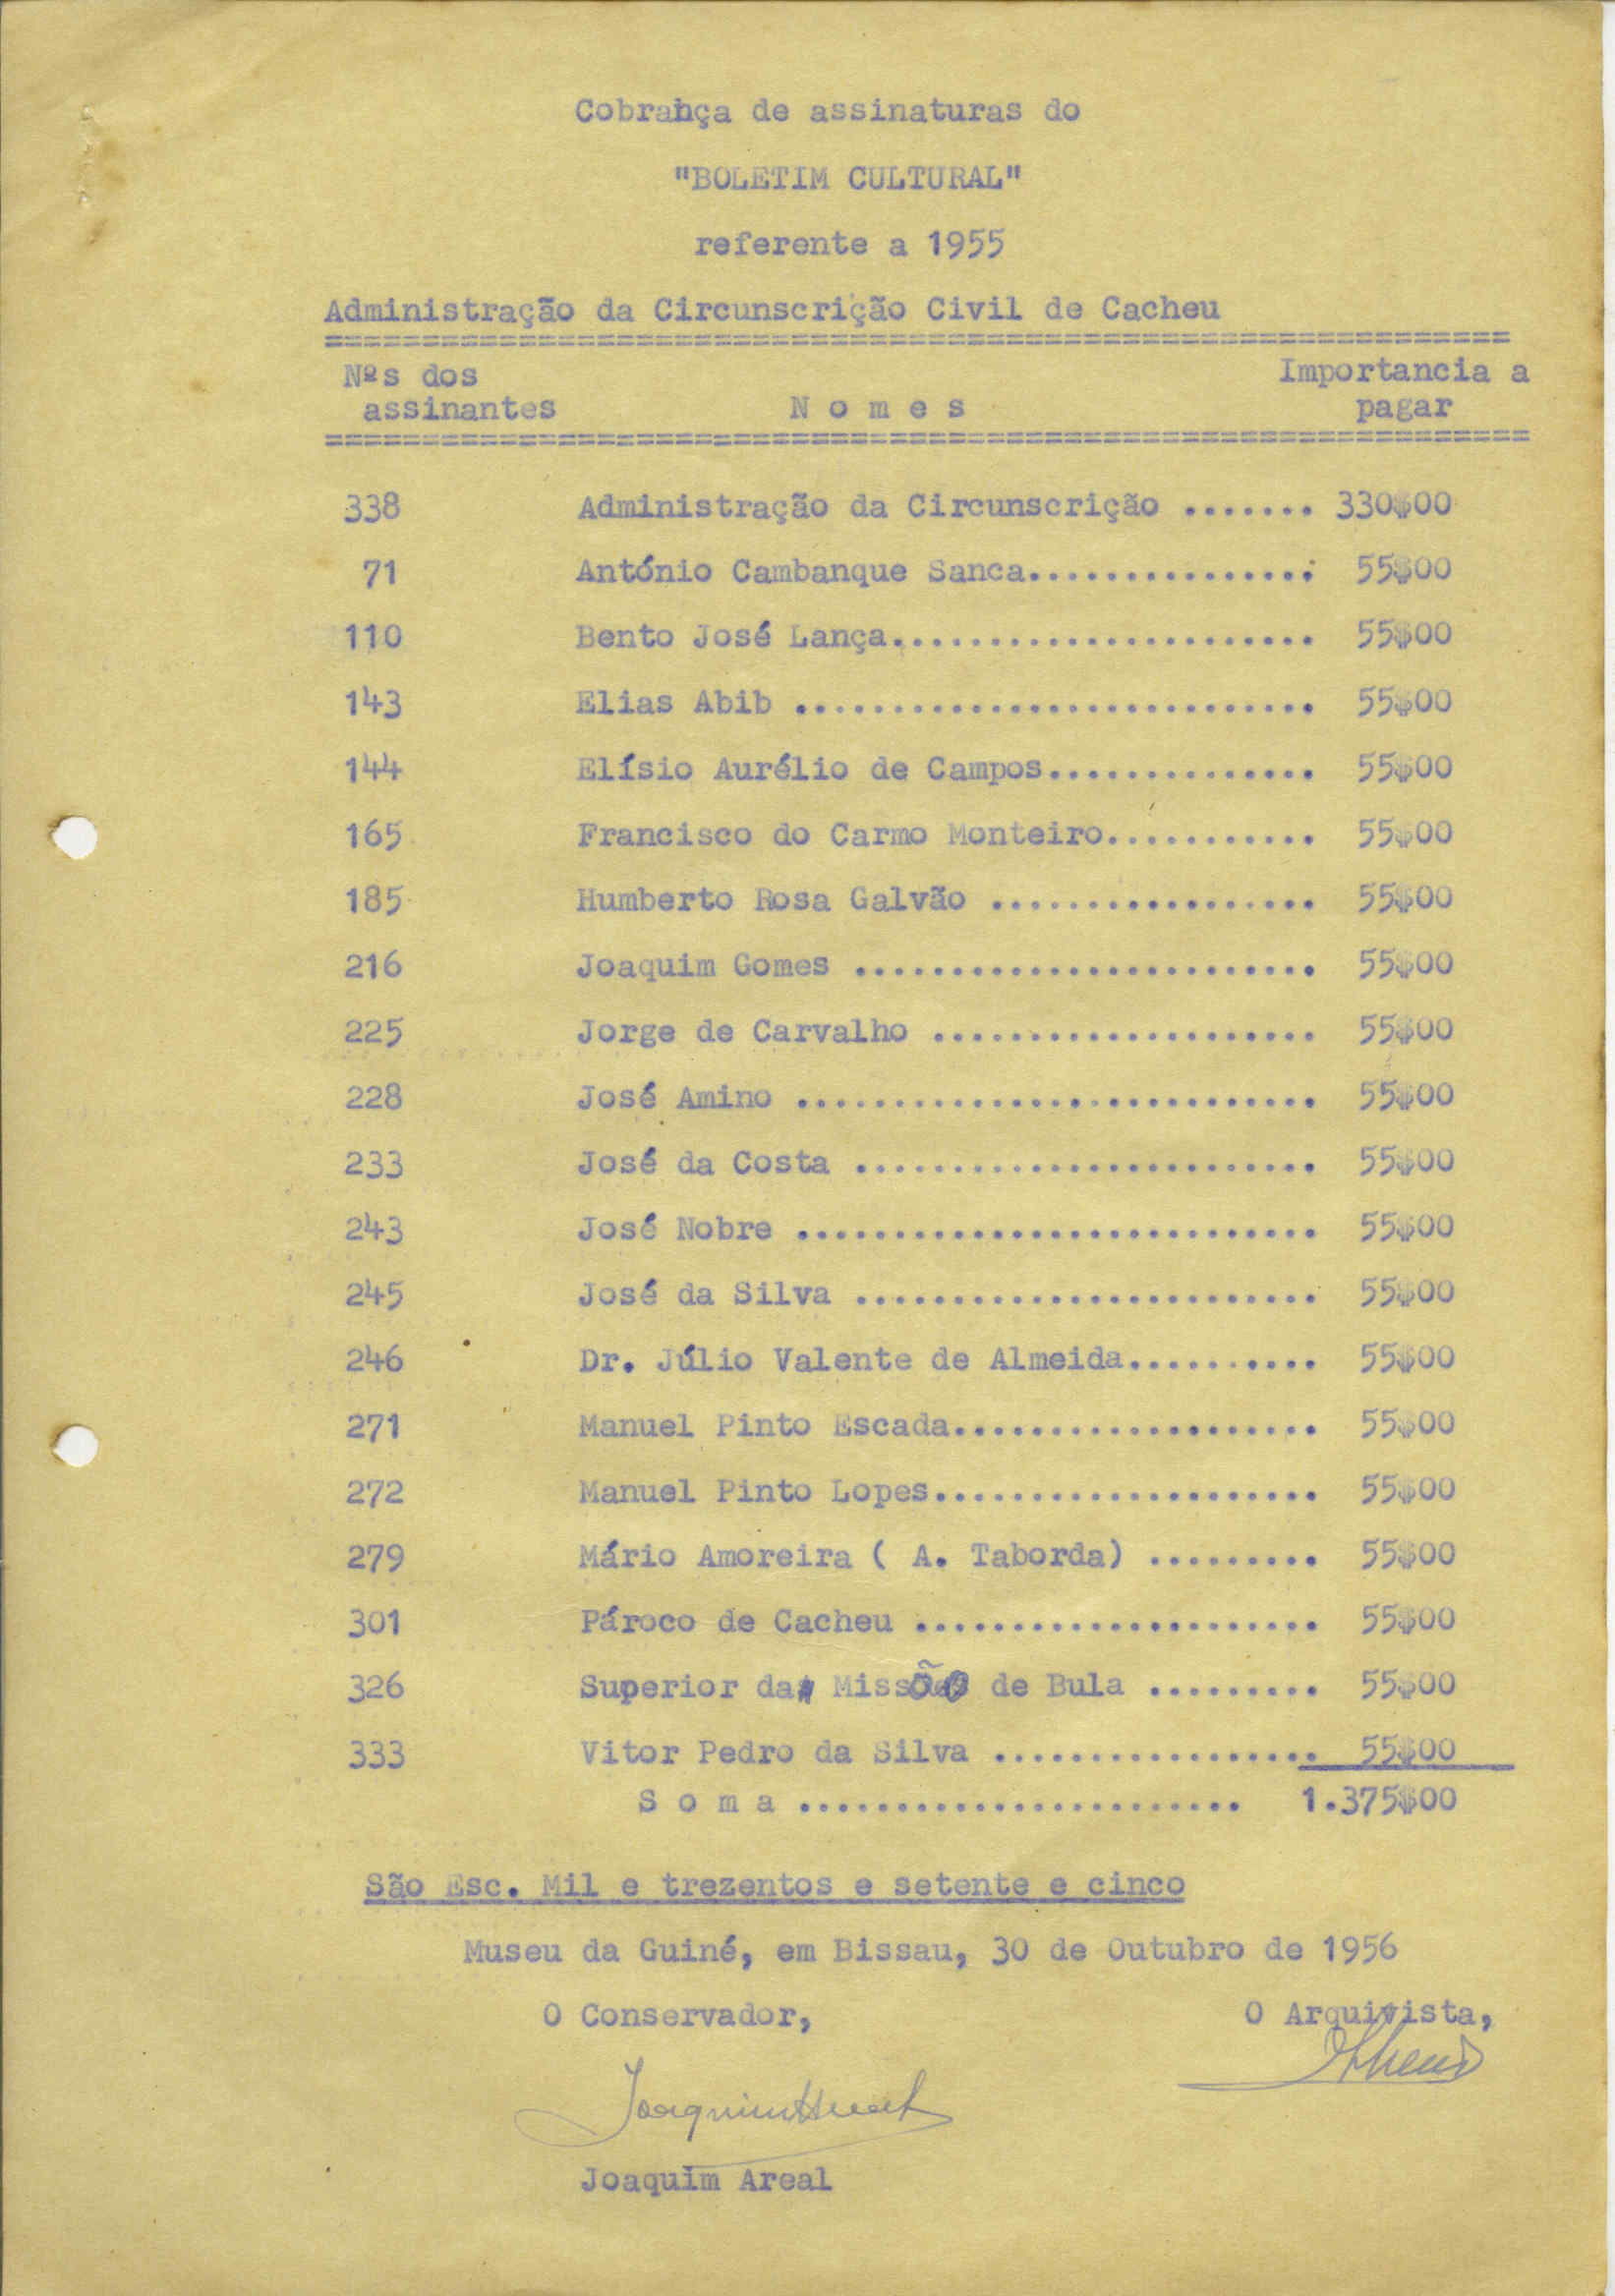 Cobrança de assinaturas do
"BOLETIM CULTURAL"
referente a 1955
Administração da Circunscrição Civil de Cacheu
=============================================================
Nºs dos Importancia a
assinantes N o m e s pagar
==============================================================
338 Administração da Circunscrição ....... 330$00
71 António Cambanque Sanca............... 55$00
110 Bento José Lança...................... 55$00
143 Elias Abib ........................... 55$00
144 Elísio Aurélio de Campos.............. 55$00
165 Francisco do Carmo Monteiro........... 55$00
185 Humberto Rosa Galvão ................. 55$00
216 Joaquim Gomes ........................ 55$00
225 Jorge de Carvalho .................... 55$00
228 José Amino ........................... 55$00
233 José da Costa ........................ 55$00
243 José Nobre ........................... 55$00
245 José da Silva ........................ 55$00
246 Dr. Júlio Valente de Almeida.......... 55$00
271 Manuel Pinto Escada................... 55$00
272 Manuel Pinto Lopes.................... 55$00
279 Mário Amoreira ( A. Taborda) ......... 55$00
301 Pároco de Cacheu ..................... 55$00
326 Superior da Missão de Bula ......... 55$00
333 Vitor Pedro da Silva ................. 55$00
S o m a ....................... 1.375$00
São Esc. Mil e trezentos e setente e cinco
Museu da Guiné, em Bissau, 30 de Outubro de 1956
O Conservador, O Arquivista,
Joaquim Areal
Joaquim Areal